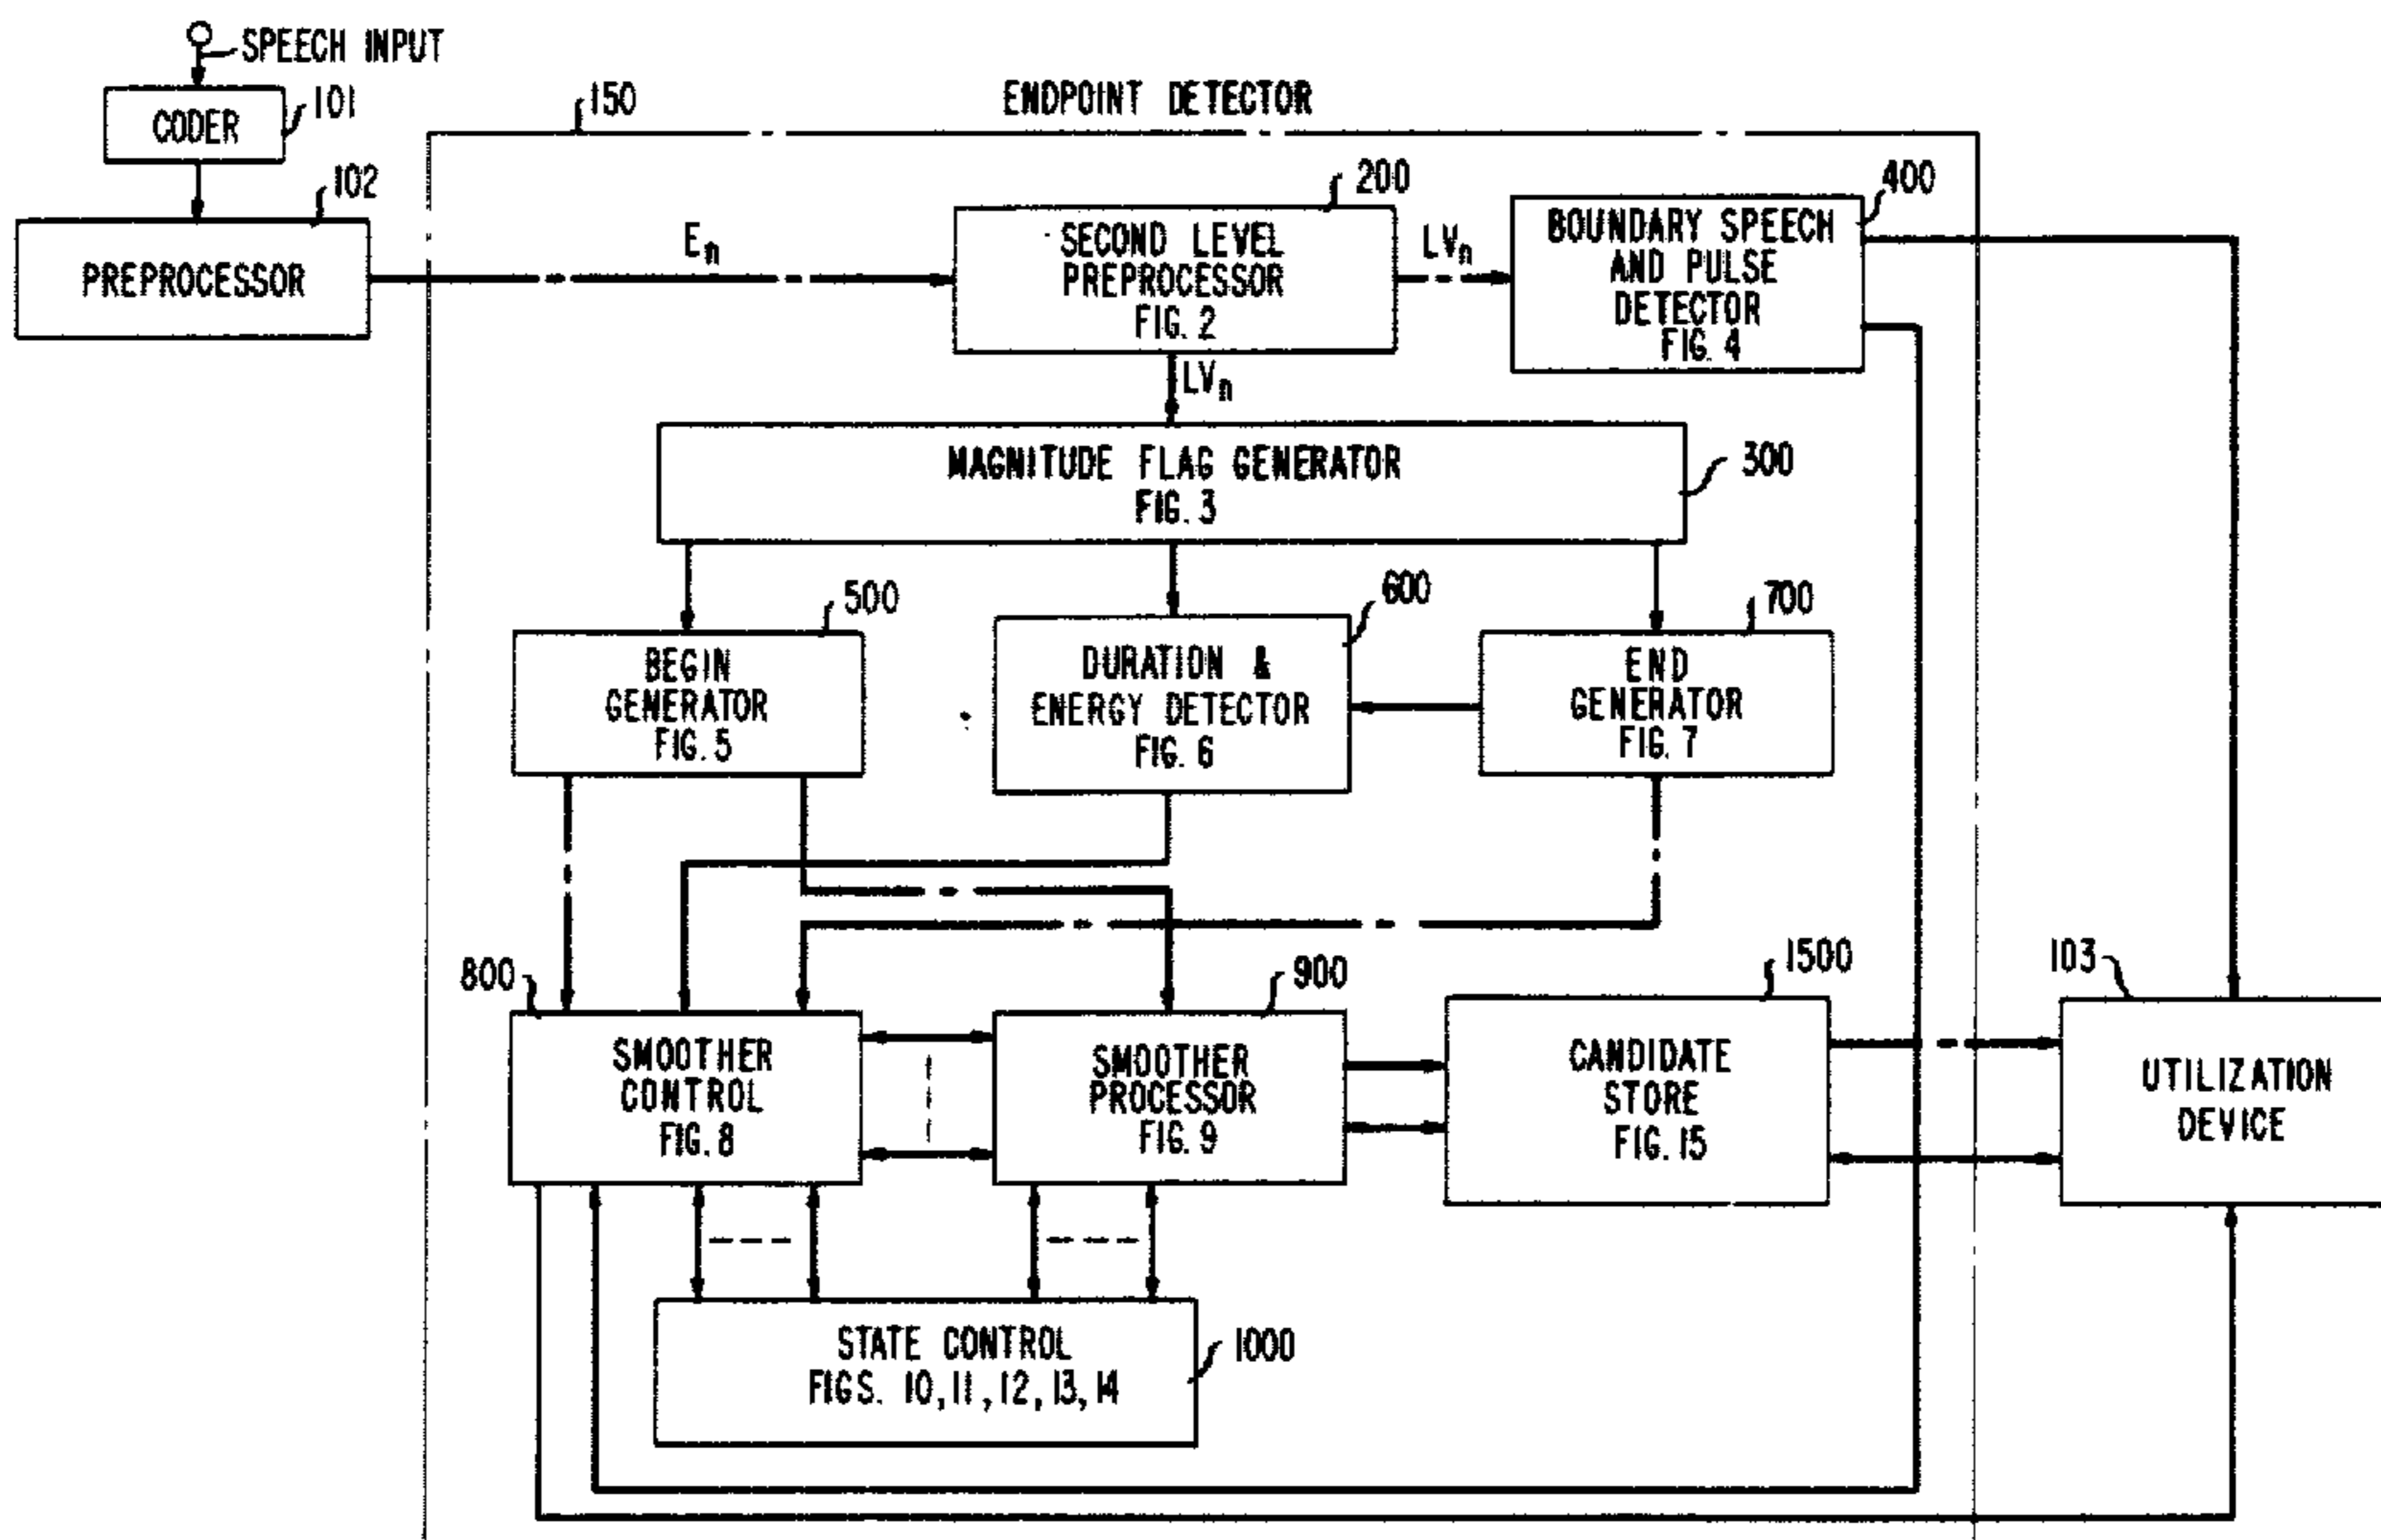 SPEECH INPUT
CODER
101
150
ENDPOINT DETECTOR
102
PREPROCESSOR
E_n
200
SECOND LEVEL
PREPROCESSOR
FIG. 2
LV_n
400
BOUNDARY SPEECH
AND PULSE
DETECTOR
FIG. 4
LV_n
MAGNITUDE FLAG GENERATOR
FIG. 3
300
500
BEGIN
GENERATOR
FIG. 5
600
DURATION &
ENERGY DETECTOR
FIG. 6
700
END
GENERATOR
FIG. 7
800
SMOOTHER
CONTROL
FIG. 8
900
SMOOTHER
PROCESSOR
FIG. 9
1500
CANDIDATE
STORE
FIG. 15
103
UTILIZATION
DEVICE
STATE CONTROL
FIGS. 10, 11, 12, 13, 14
1000